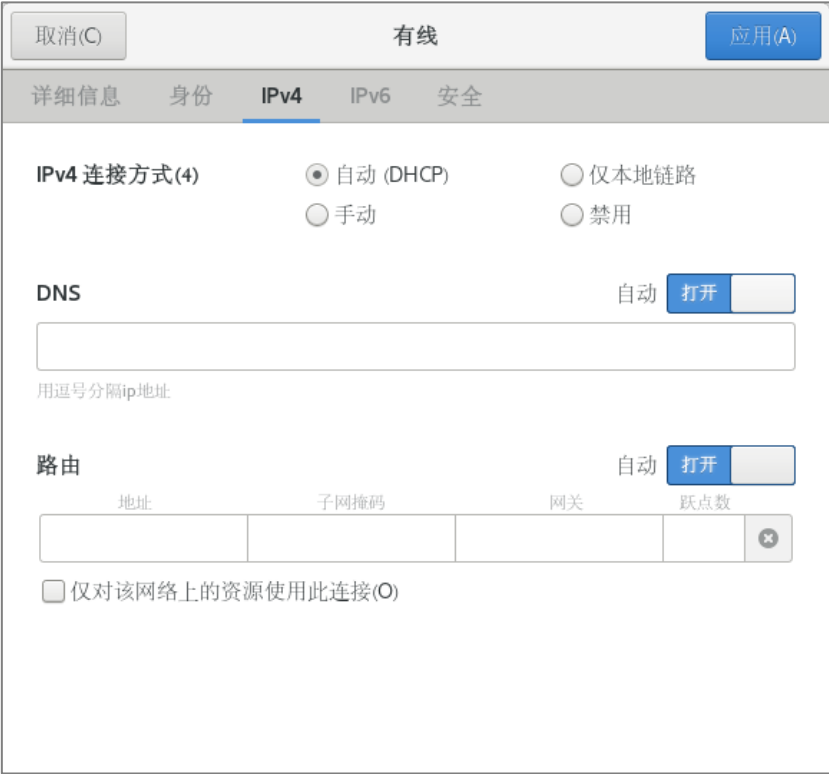 取消(C) 有线 应用(A)
详细信息 身份 IPv4 IPv6 安全
IPv4 连接方式(4) 自动 (DHCP) 仅本地链路
手动 禁用
DNS 自动 打开
用逗号分隔ip地址
路由 自动 打开
地址 子网掩码 网关 跃点数
仅对该网络上的资源使用此连接(O)